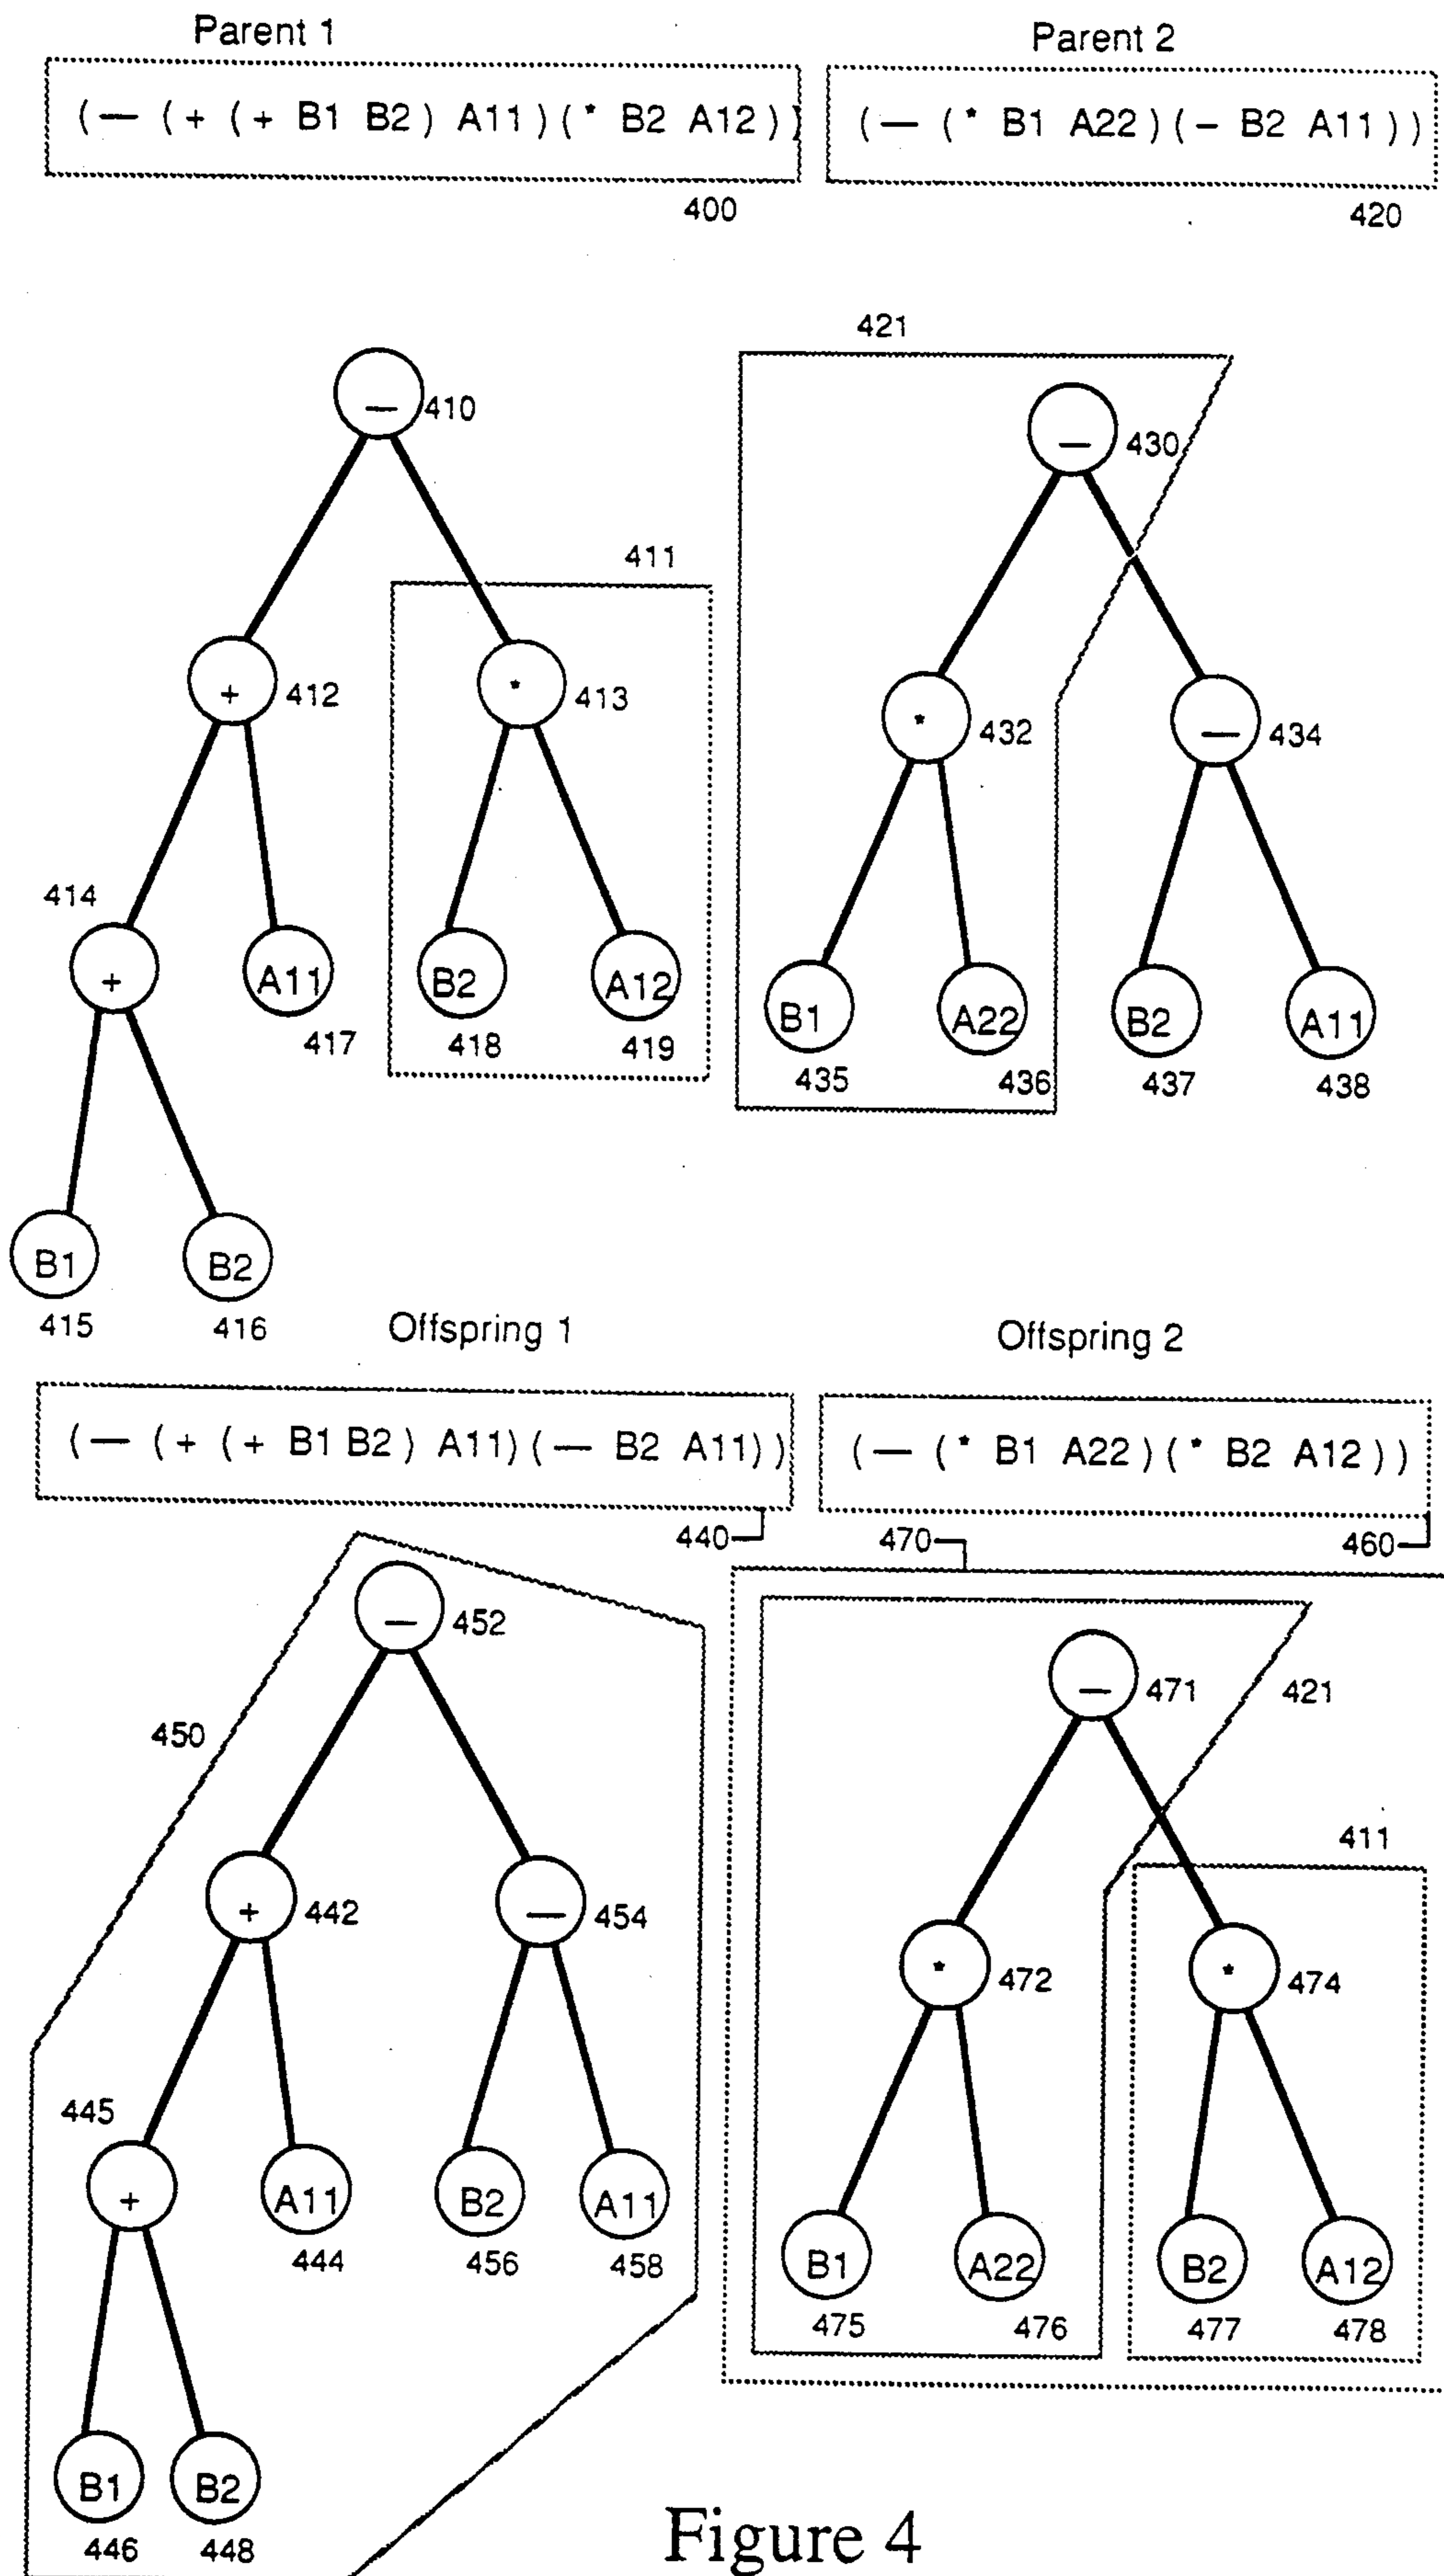 Parent 1
Parent 2
(— (+ (+ B1 B2) A11)(* B2 A12))
(— (* B1 A22)(- B2 A11))
400
420
421
— 410
— 430
411
+ 412
* 413
* 432
— 434
414
+
A11
B2
A12
B1
A22
B2
A11
417
418
419
435
436
437
438
B1
B2
415
416
Offspring 1
Offspring 2
(— (+ (+ B1 B2) A11)(— B2 A11))
(— (* B1 A22)(* B2 A12))
440
470
460
— 452
450
— 471
421
411
+ 442
— 454
* 472
* 474
445
+
A11
B2
A11
B1
A22
B2
A12
444
456
458
475
476
477
478
B1
B2
446
448
Figure 4